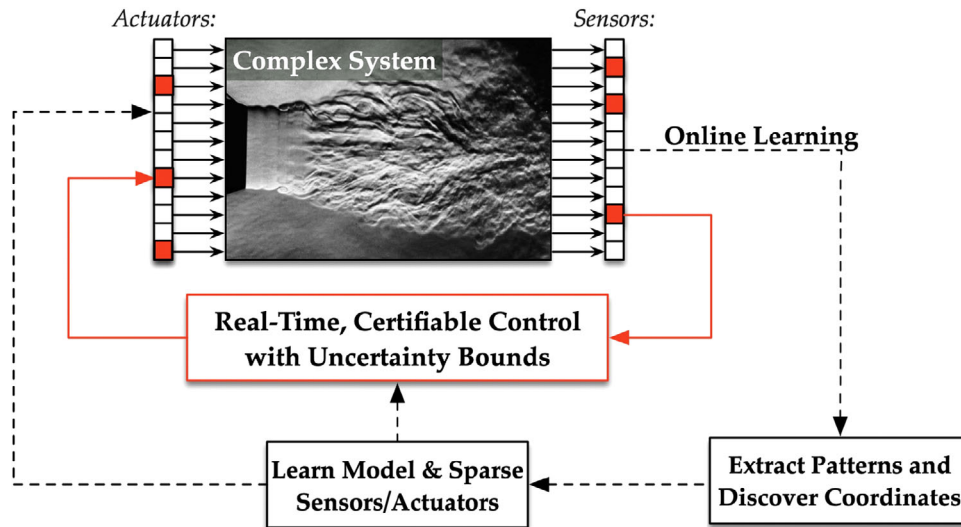 Actuators:
Sensors:
Complex System
Online Learning
Real-Time, Certifiable Control
with Uncertainty Bounds
Learn Model & Sparse
Sensors/Actuators
Extract Patterns and
Discover Coordinates